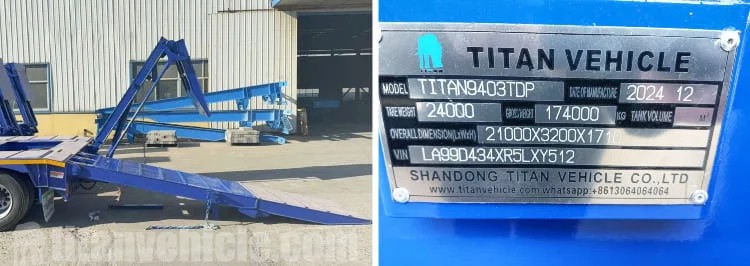 titanvehicle.com
TITAN VEHICLE
MODEL TITAN9403TDP DATE OF MANUFACTURE 2024 12
TARE WEIGHT 24000 GROSS WEIGHT 174000 KG TANK VOLUME M
OVERALL DIMENSION(LxWxH) 21000X3200X171
VIN LA99D434XR5LXY512
SHANDONG TITAN VEHICLE CO.,LTD
www.titanvehicle.com whatsapp:+8613064064064